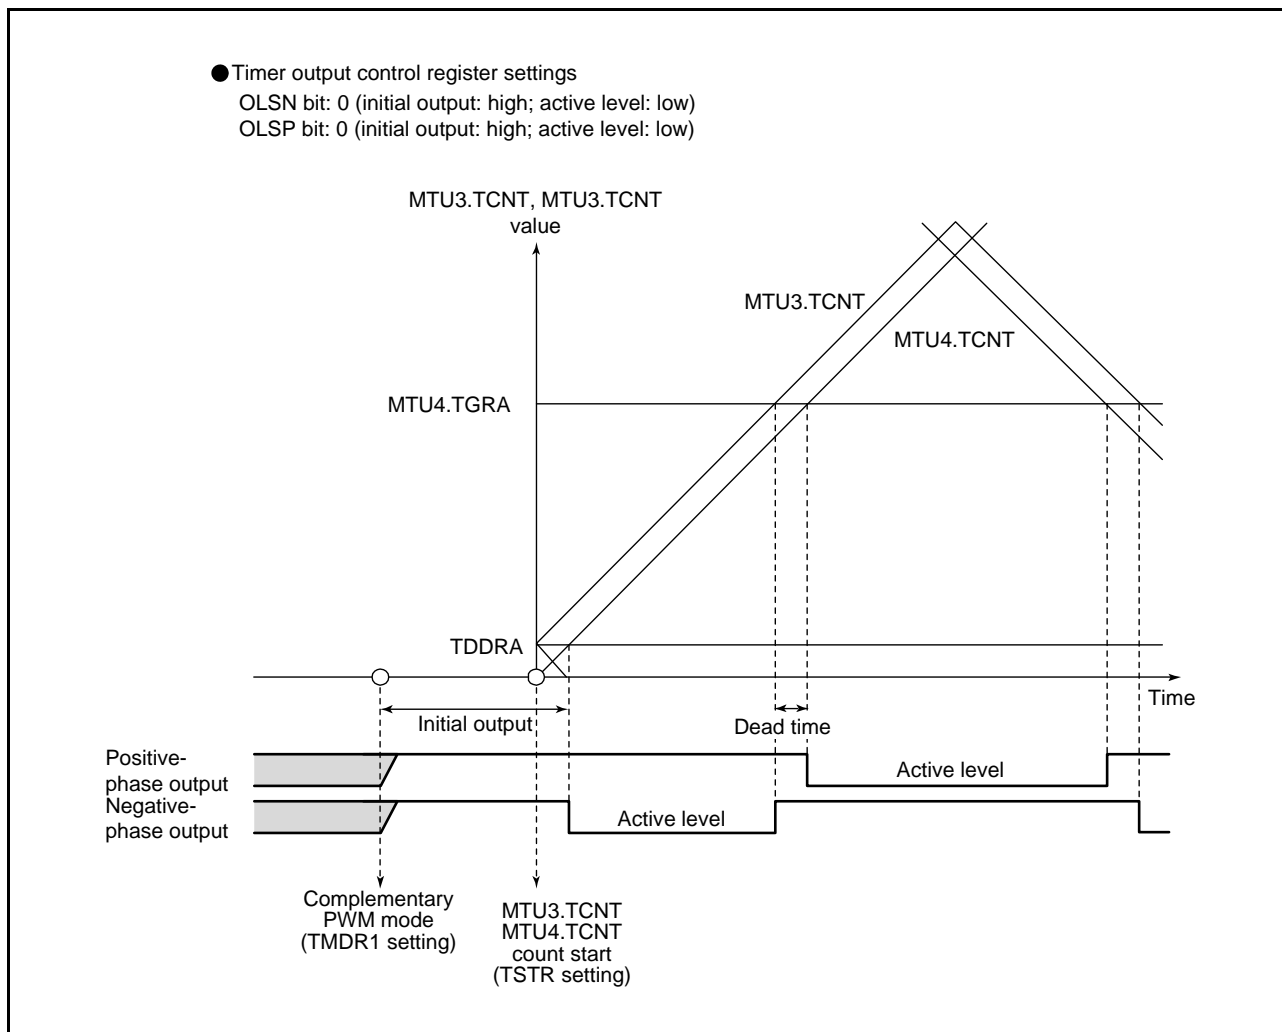 ● Timer output control register settings
OLSN bit: 0 (initial output: high; active level: low)
OLSP bit: 0 (initial output: high; active level: low)
MTU3.TCNT, MTU3.TCNT
value
MTU3.TCNT
MTU4.TCNT
MTU4.TGRA
TDDRA
Time
Initial output
Dead time
Positive-
phase output
Active level
Negative-
phase output
Active level
Complementary
PWM mode
(TMDR1 setting)
MTU3.TCNT
MTU4.TCNT
count start
(TSTR setting)